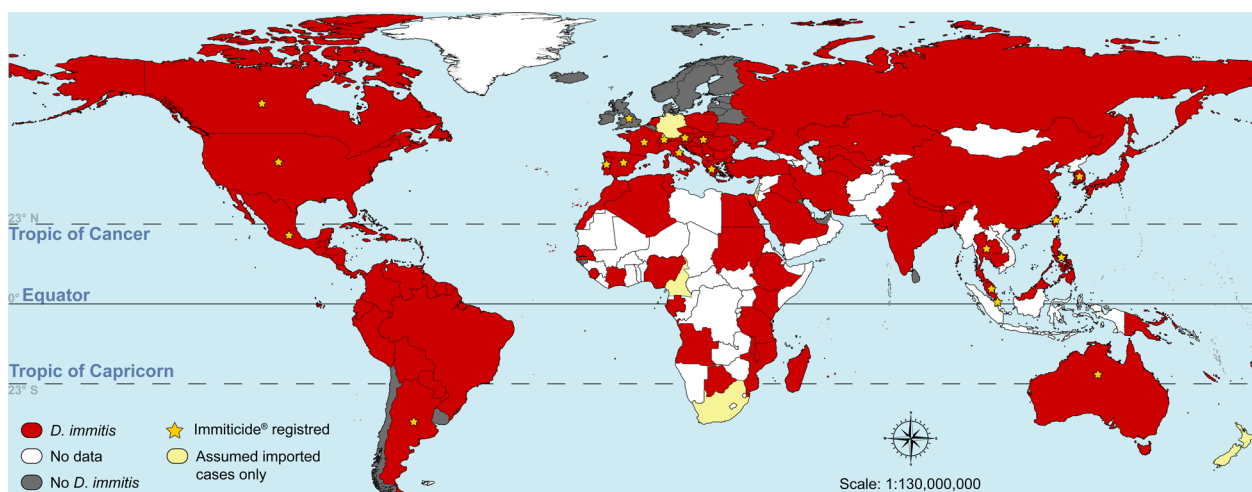 23° N
Tropic of Cancer
0° Equator
Tropic of Capricorn
23° S
D. immitis
No data
No D. immitis
Immiticide® registred
Assumed imported
cases only
Scale: 1:130,000,000